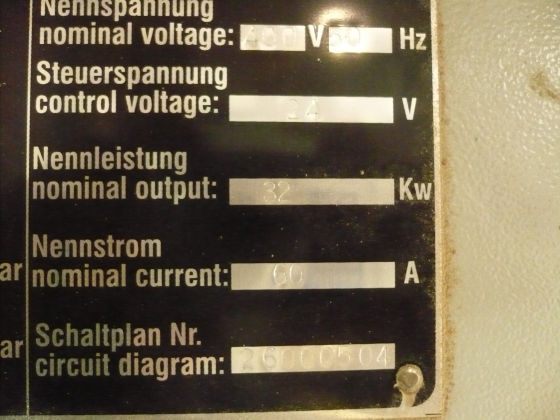 Nennspannung
nominal voltage: 400 V 50 Hz
Steuerspannung
control voltage: 24 V
Nennleistung
nominal output: 32 Kw
Nennstrom
ar nominal current: 60 A
Schaltplan Nr.
ar circuit diagram: 26000504